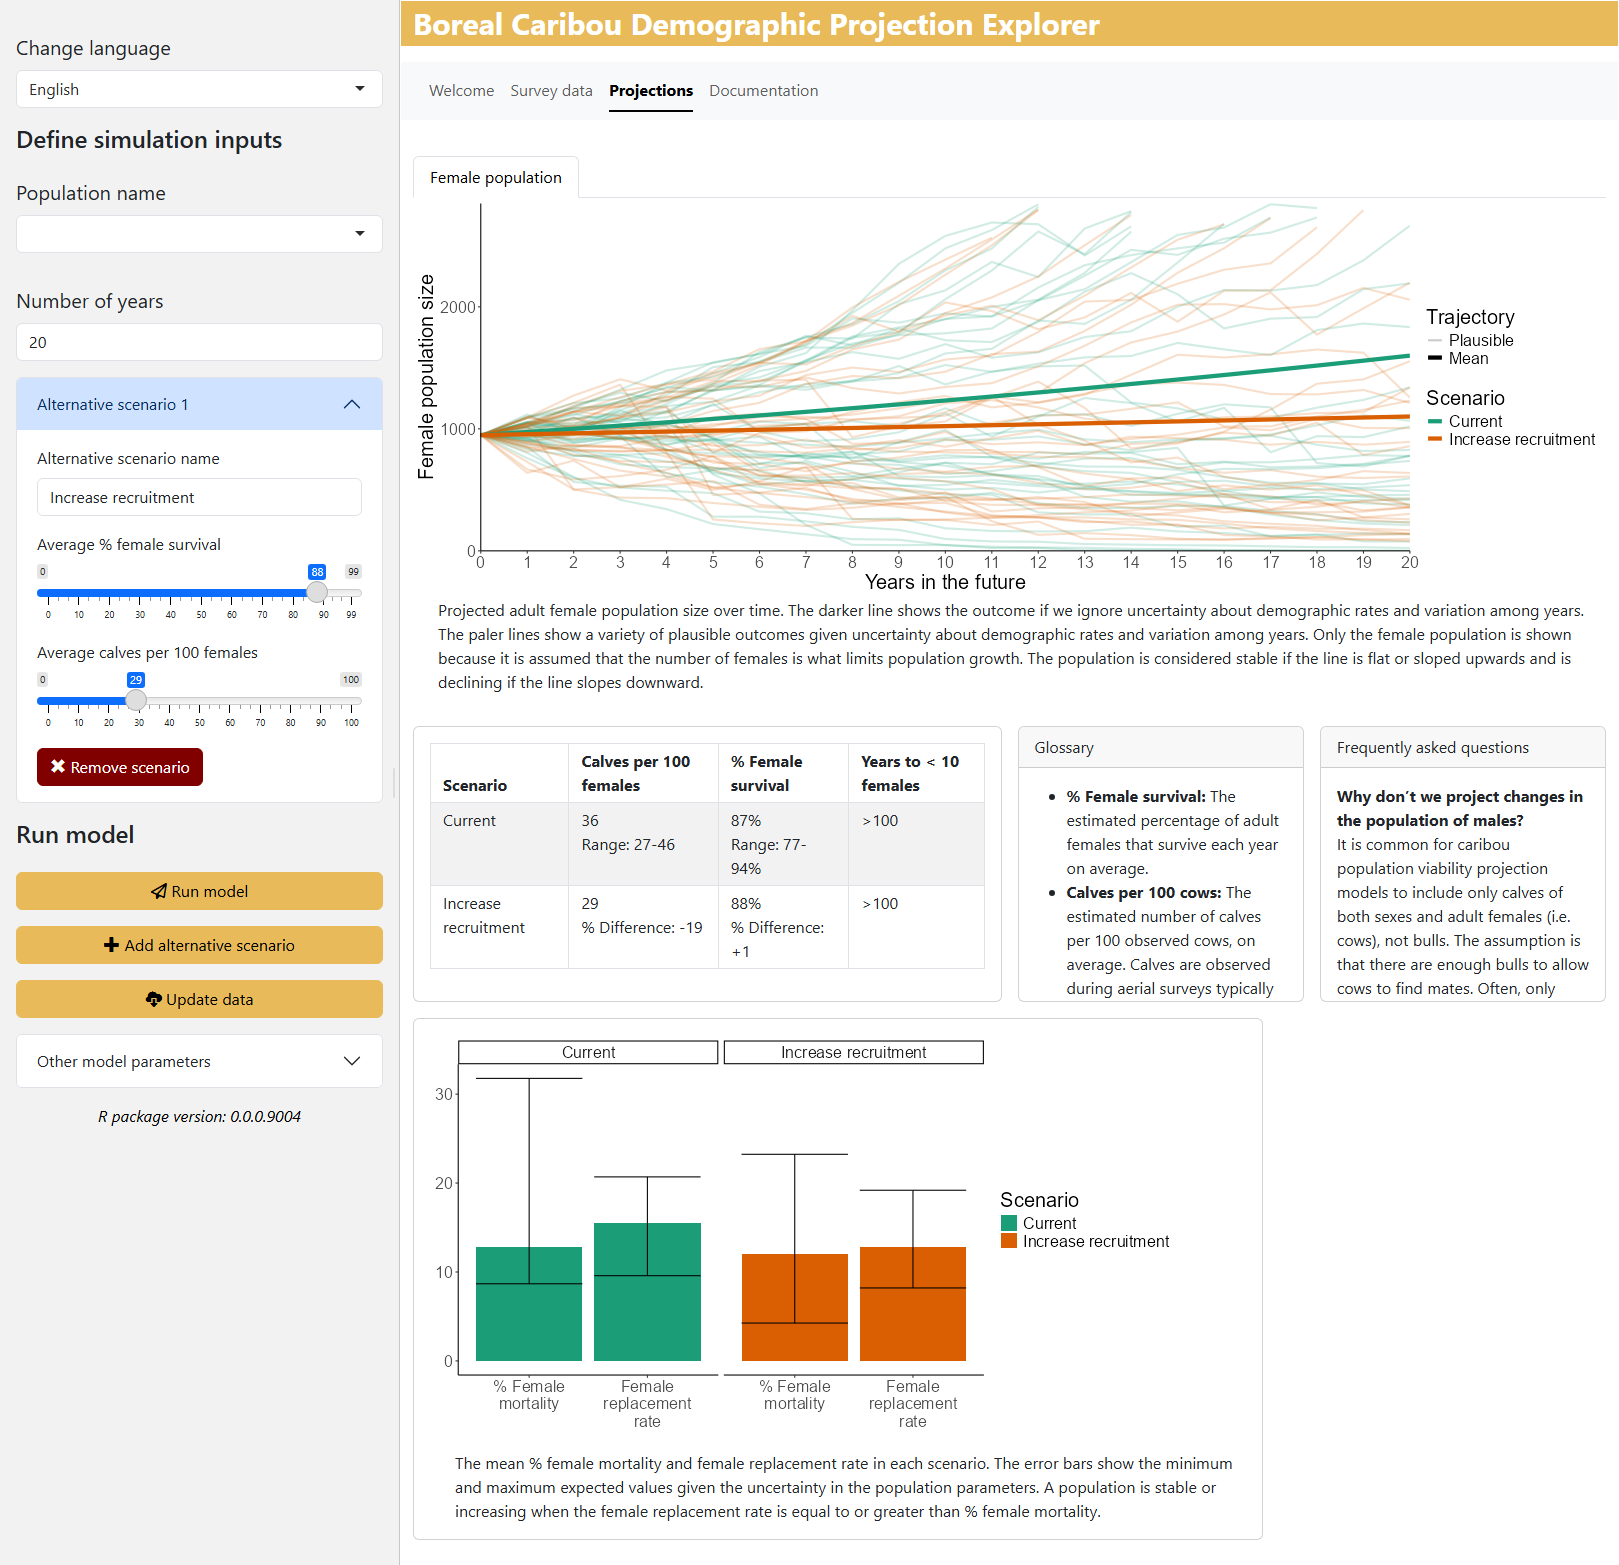 Change language
English
Define simulation inputs
Population name
Number of years
20
Alternative scenario 1
Alternative scenario name
Increase recruitment
Average % female survival
0 88 99
0 10 20 30 40 50 60 70 80 90 99
Average calves per 100 females
0 29 100
0 10 20 30 40 50 60 70 80 90 100
Remove scenario
Run model
Run model
Add alternative scenario
Update data
Other model parameters
R package version: 0.0.0.9004
Boreal Caribou Demographic Projection Explorer
Welcome Survey data Projections Documentation
Female population
Female population size
2000
1000
0
0 1 2 3 4 5 6 7 8 9 10 11 12 13 14 15 16 17 18 19 20
Years in the future
Trajectory
Plausible
Mean
Scenario
Current
Increase recruitment
Projected adult female population size over time. The darker line shows the outcome if we ignore uncertainty about demographic rates and variation among years.
The paler lines show a variety of plausible outcomes given uncertainty about demographic rates and variation among years. Only the female population is shown
because it is assumed that the number of females is what limits population growth. The population is considered stable if the line is flat or sloped upwards and is
declining if the line slopes downward.
Scenario
Calves per 100
females
% Female
survival
Years to < 10
females
Current
36
Range: 27-46
87%
Range: 77-
94%
>100
Increase
recruitment
29
% Difference: -19
88%
% Difference:
+1
>100
Glossary
% Female survival: The
estimated percentage of adult
females that survive each year
on average.
Calves per 100 cows: The
estimated number of calves
per 100 observed cows, on
average. Calves are observed
during aerial surveys typically
Frequently asked questions
Why don't we project changes in
the population of males?
It is common for caribou
population viability projection
models to include only calves of
both sexes and adult females (i.e.
cows), not bulls. The assumption is
that there are enough bulls to allow
cows to find mates. Often, only
Current
Increase recruitment
30
20
10
0
% Female
mortality
Female
replacement
rate
% Female
mortality
Female
replacement
rate
Scenario
Current
Increase recruitment
The mean % female mortality and female replacement rate in each scenario. The error bars show the minimum
and maximum expected values given the uncertainty in the population parameters. A population is stable or
increasing when the female replacement rate is equal to or greater than % female mortality.